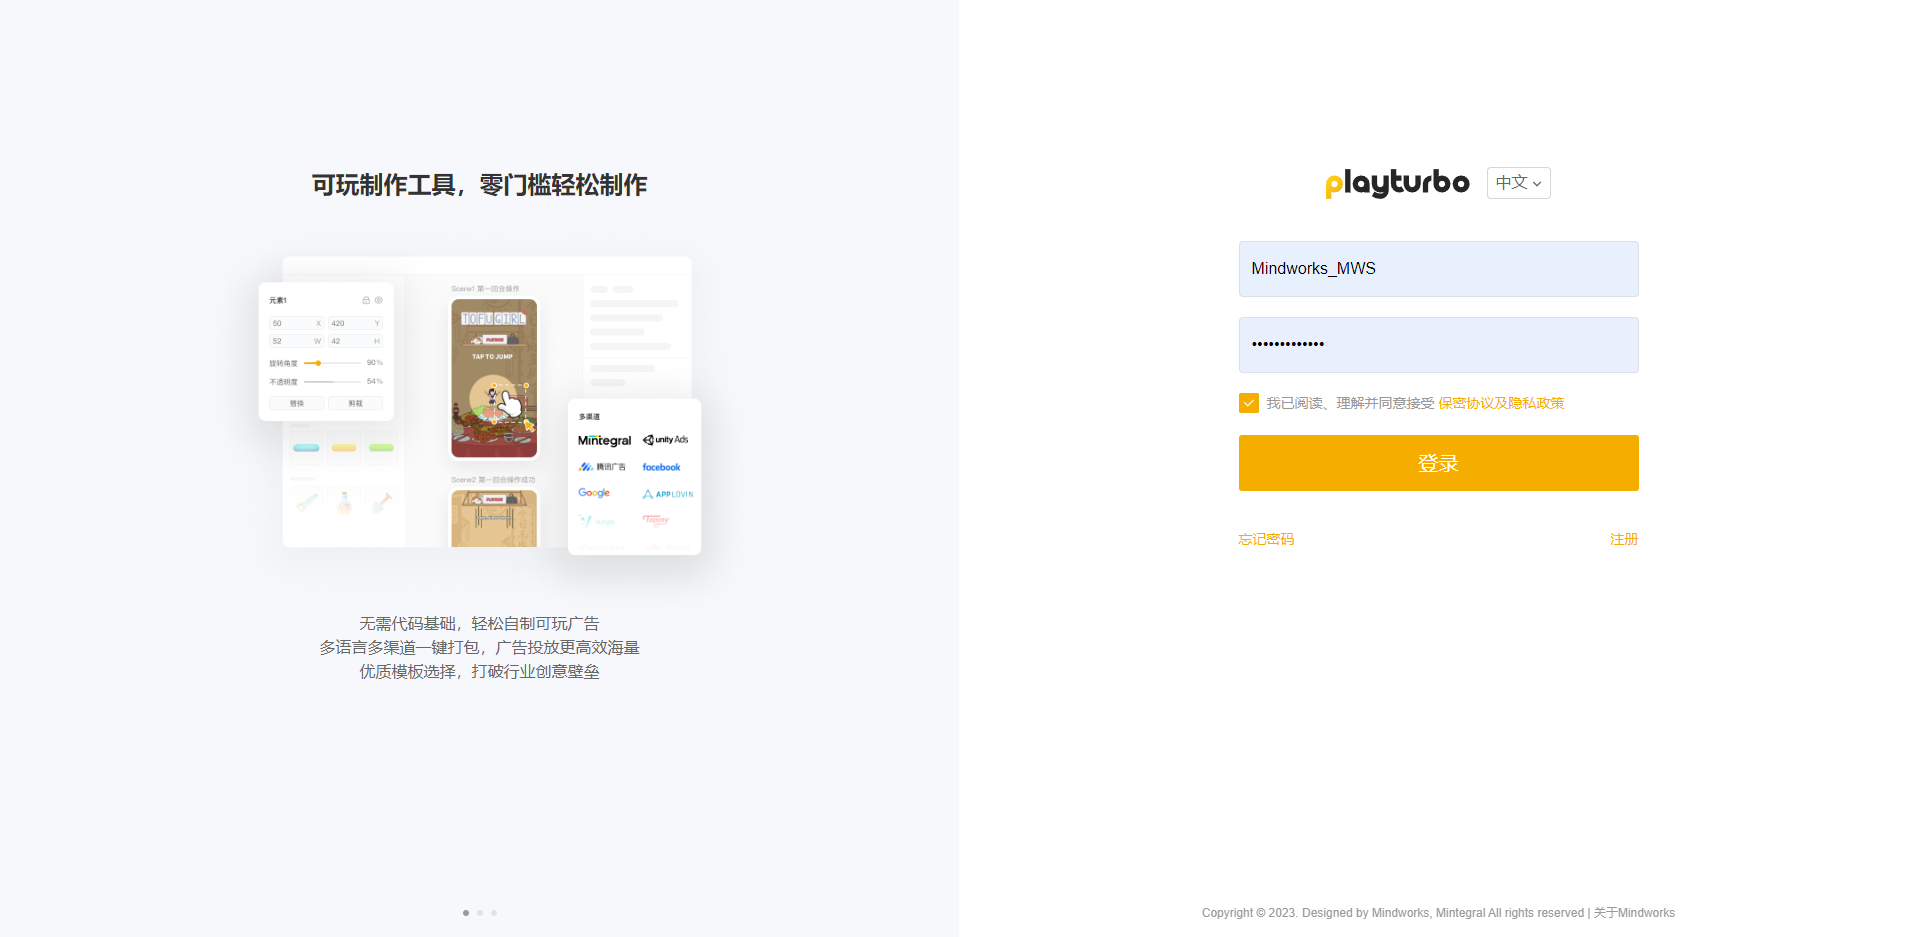 可玩制作工具，零门槛轻松制作
元素1
50 X 420 Y
52 W 42 H
旋转角度 90%
不透明度 54%
替换 剪裁
Scene1 第一回合操作
TOFUGIRL
TAP TO JUMP
Scene2 第一回合操作成功
多渠道
Mintegral unity Ads
腾讯广告 facebook
Google APPLOVIN
Vungle Tapjoy
无需代码基础，轻松自制可玩广告
多语言多渠道一键打包，广告投放更高效海量
优质模板选择，打破行业创意壁垒
playturbo 中文
Mindworks_MWS
•••••••••••••
我已阅读、理解并同意接受 保密协议及隐私政策
登录
忘记密码 注册
Copyright © 2023. Designed by Mindworks, Mintegral All rights reserved | 关于Mindworks